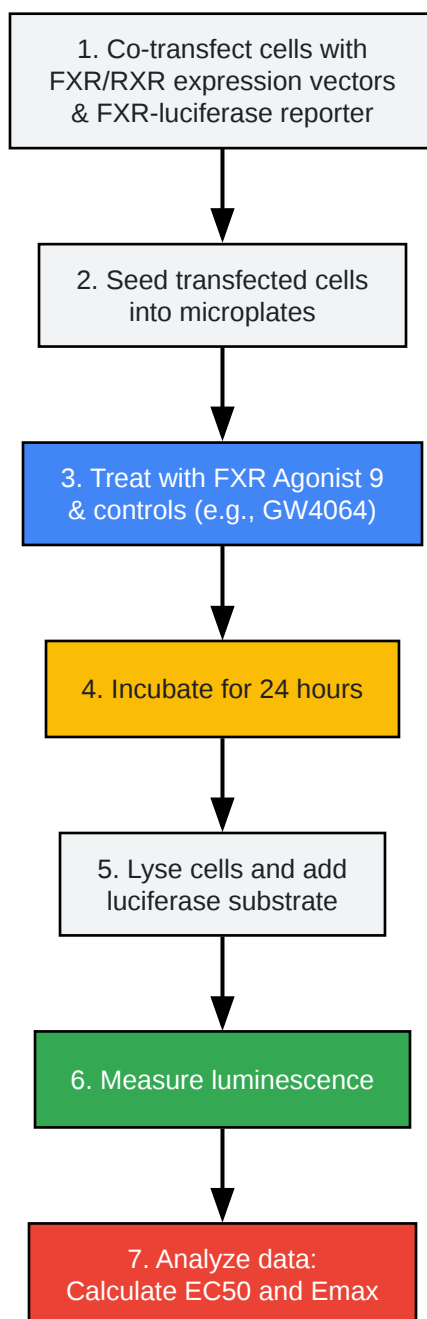 1. Co-transfect cells with
FXR/RXR expression vectors
& FXR-luciferase reporter
2. Seed transfected cells
into microplates
3. Treat with FXR Agonist 9
& controls (e.g., GW4064)
4. Incubate for 24 hours
5. Lyse cells and add
luciferase substrate
6. Measure luminescence
7. Analyze data:
Calculate EC50 and Emax